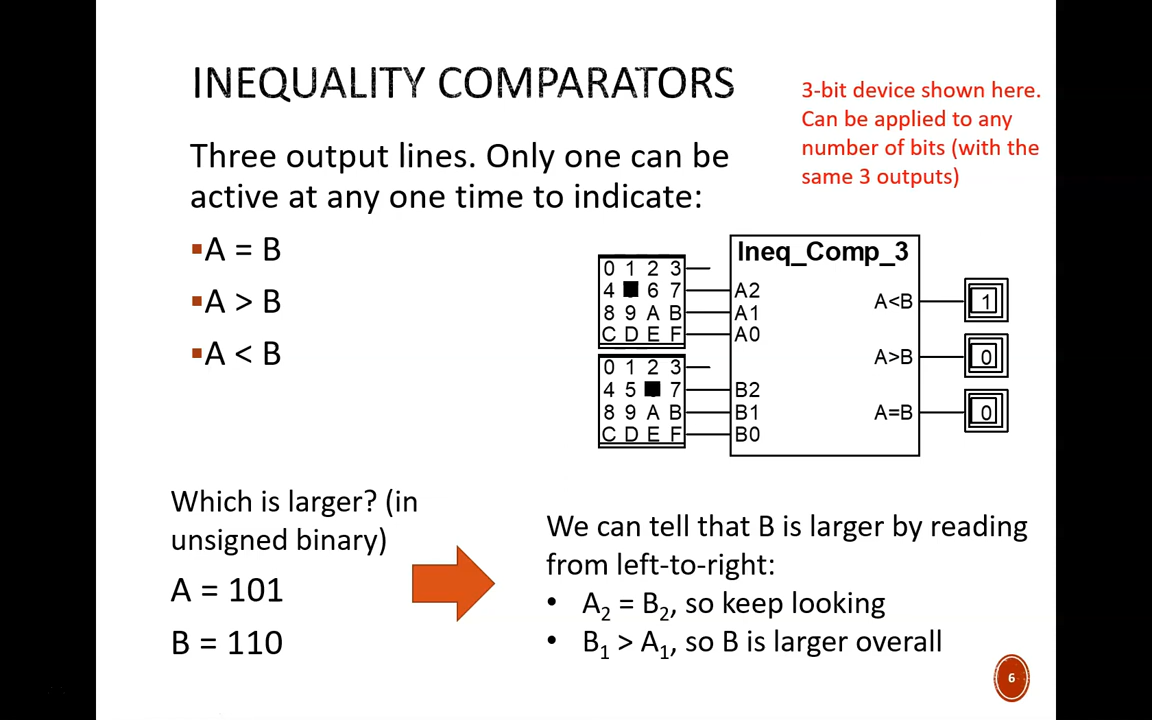 INEQUALITY COMPARATORS
3-bit device shown here.
Can be applied to any
number of bits (with the
same 3 outputs)
Three output lines. Only one can be
active at any one time to indicate:
▪A = B
▪A > B
▪A < B
Ineq_Comp_3
0 1 2 3
4 6 7
8 9 A B
C D E F
0 1 2 3
4 5 7
8 9 A B
C D E F
A2
A1
A0
B2
B1
B0
A<B 1
A>B 0
A=B 0
Which is larger? (in
unsigned binary)
A = 101
B = 110
We can tell that B is larger by reading
from left-to-right:
• A₂ = B₂, so keep looking
• B₁ > A₁, so B is larger overall
6